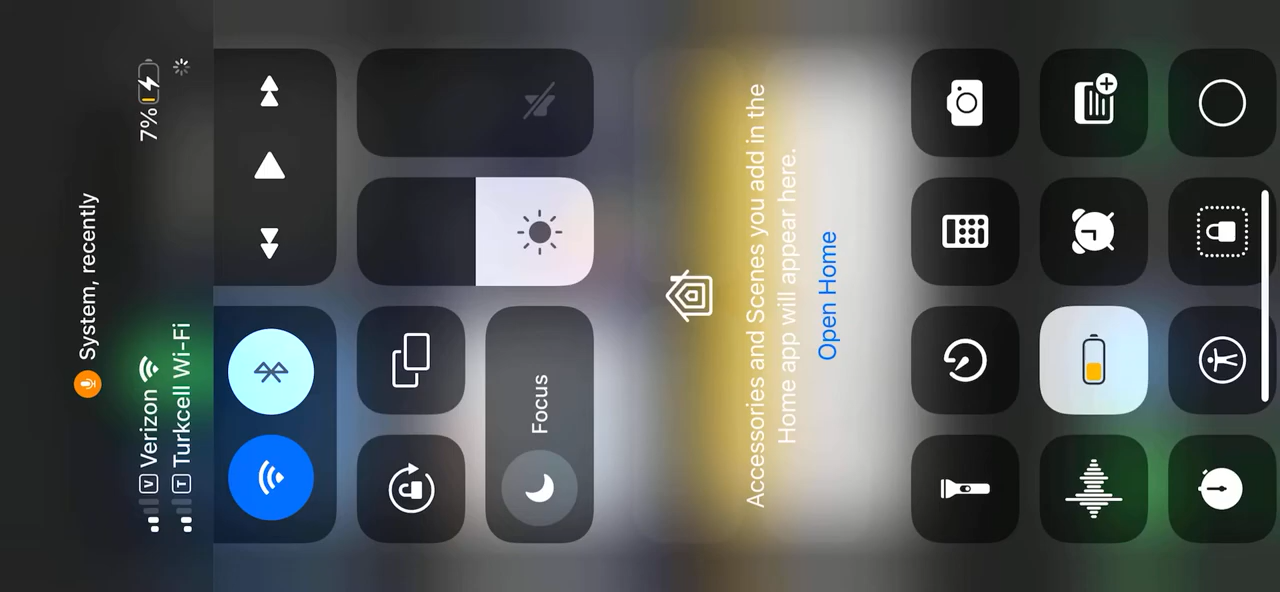 System, recently
V Verizon
7%
T Turkcell Wi-Fi
Focus
Accessories and Scenes you add in the
Home app will appear here.
Open Home